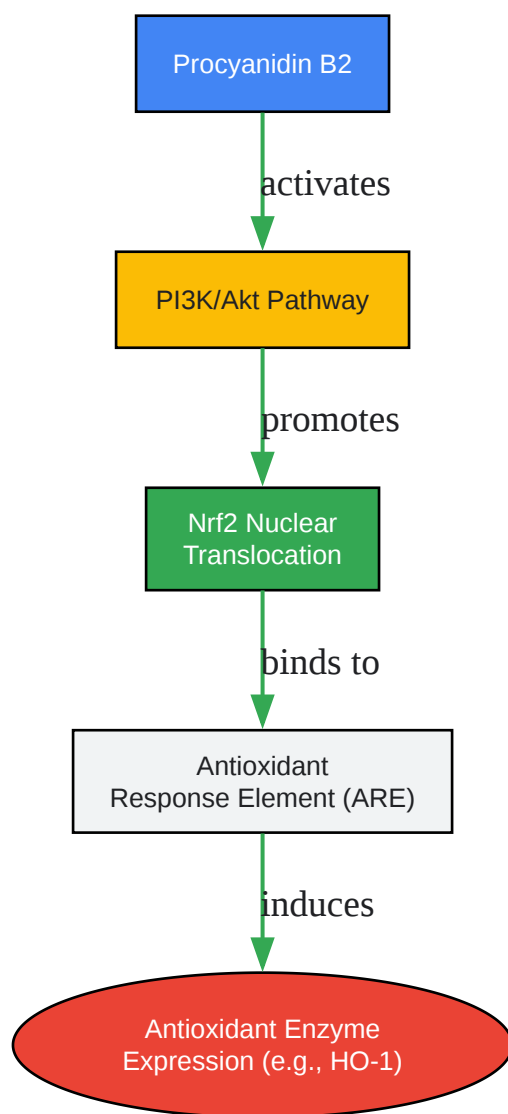 Procyanidin B2
activates
PI3K/Akt Pathway
promotes
Nrf2 Nuclear
Translocation
binds to
Antioxidant
Response Element (ARE)
induces
Antioxidant Enzyme
Expression (e.g., HO-1)